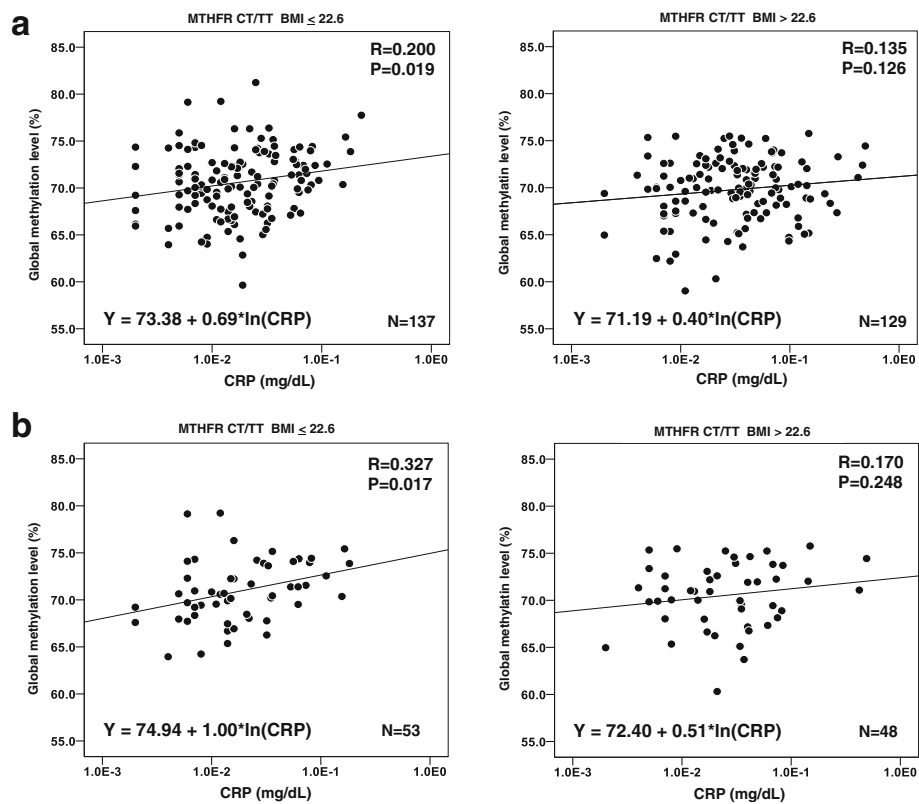 a
MTHFR CT/TT BMI ≤ 22.6
R=0.200
P=0.019
Global methylation level (%)
85.0
80.0
75.0
70.0
65.0
60.0
55.0
Y = 73.38 + 0.69*ln(CRP)
N=137
1.0E-3
1.0E-2
1.0E-1
1.0E0
CRP (mg/dL)
MTHFR CT/TT BMI > 22.6
R=0.135
P=0.126
Global methylatin level (%)
85.0
80.0
75.0
70.0
65.0
60.0
55.0
Y = 71.19 + 0.40*ln(CRP)
N=129
1.0E-3
1.0E-2
1.0E-1
1.0E0
CRP (mg/dL)
b
MTHFR CT/TT BMI ≤ 22.6
R=0.327
P=0.017
Global methylation level (%)
85.0
80.0
75.0
70.0
65.0
60.0
55.0
Y = 74.94 + 1.00*ln(CRP)
N=53
1.0E-3
1.0E-2
1.0E-1
1.0E0
CRP (mg/dL)
MTHFR CT/TT BMI > 22.6
R=0.170
P=0.248
Global methylatin level (%)
85.0
80.0
75.0
70.0
65.0
60.0
55.0
Y = 72.40 + 0.51*ln(CRP)
N=48
1.0E-3
1.0E-2
1.0E-1
1.0E0
CRP (mg/dL)